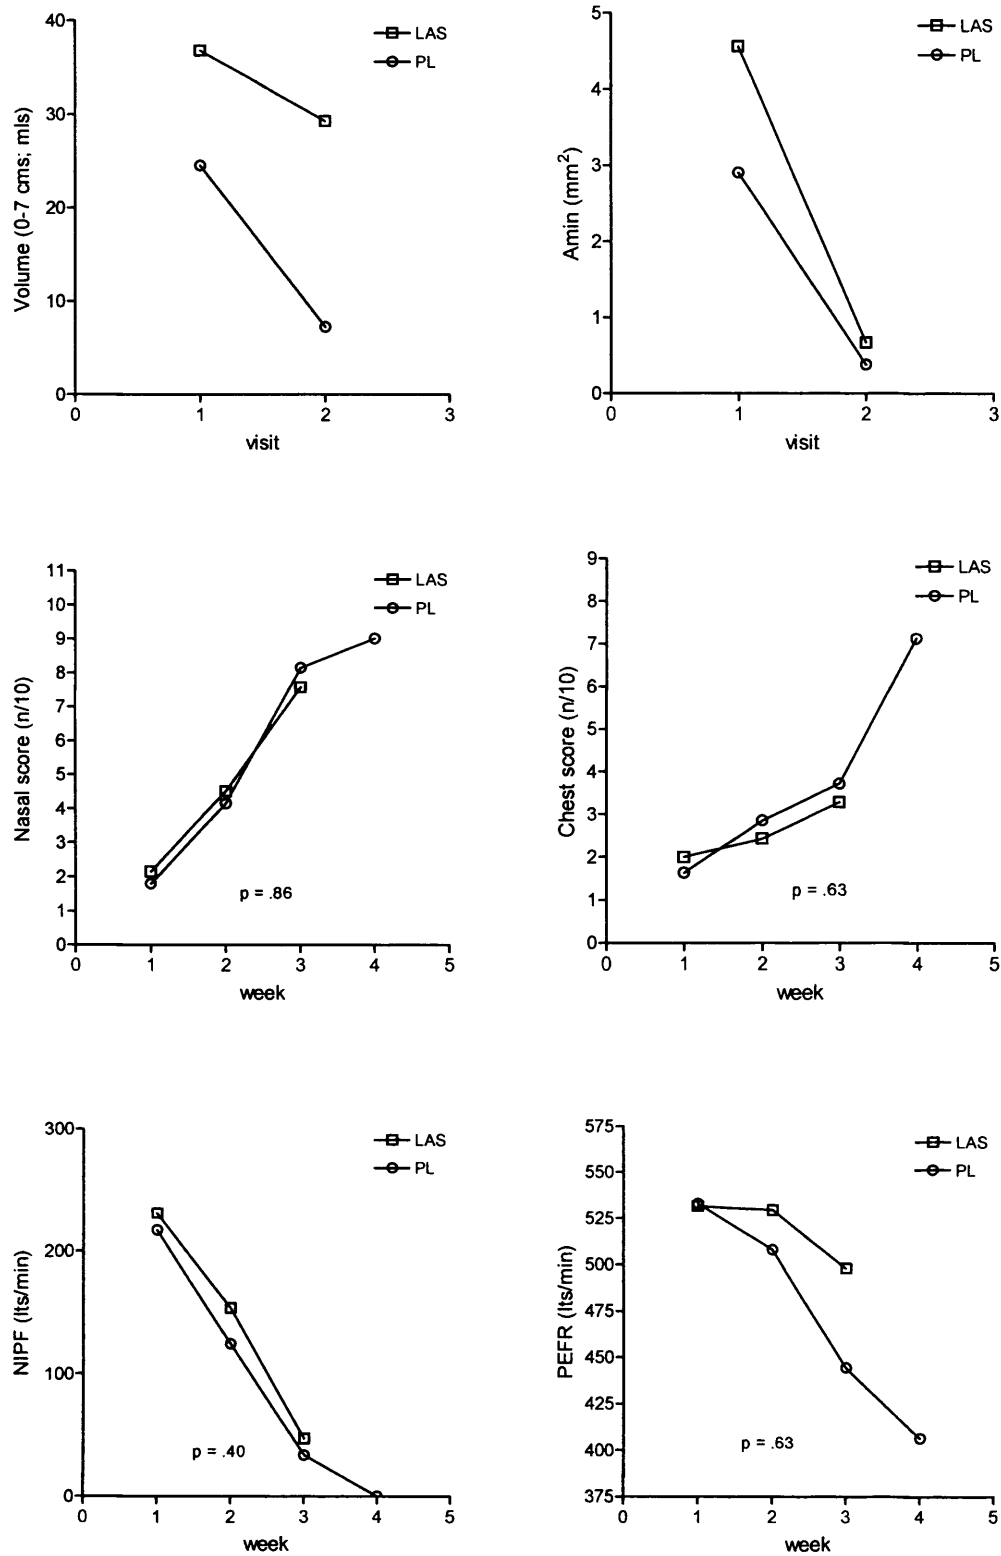 LAS
PL
Volume (0-7 cms; mls)
40
30
20
10
0
0 1 2 3
visit
LAS
PL
Amin (mm²)
5
4
3
2
1
0
0 1 2 3
visit
LAS
PL
Nasal score (n/10)
11
10
9
8
7
6
5
4
3
2
1
0
p = .86
0 1 2 3 4 5
week
LAS
PL
Chest score (n/10)
9
8
7
6
5
4
3
2
1
0
p = .63
0 1 2 3 4 5
week
LAS
PL
NIPF (lts/min)
300
200
100
0
p = .40
0 1 2 3 4 5
week
LAS
PL
PEFR (lts/min)
575
550
525
500
475
450
425
400
375
p = .63
0 1 2 3 4 5
week